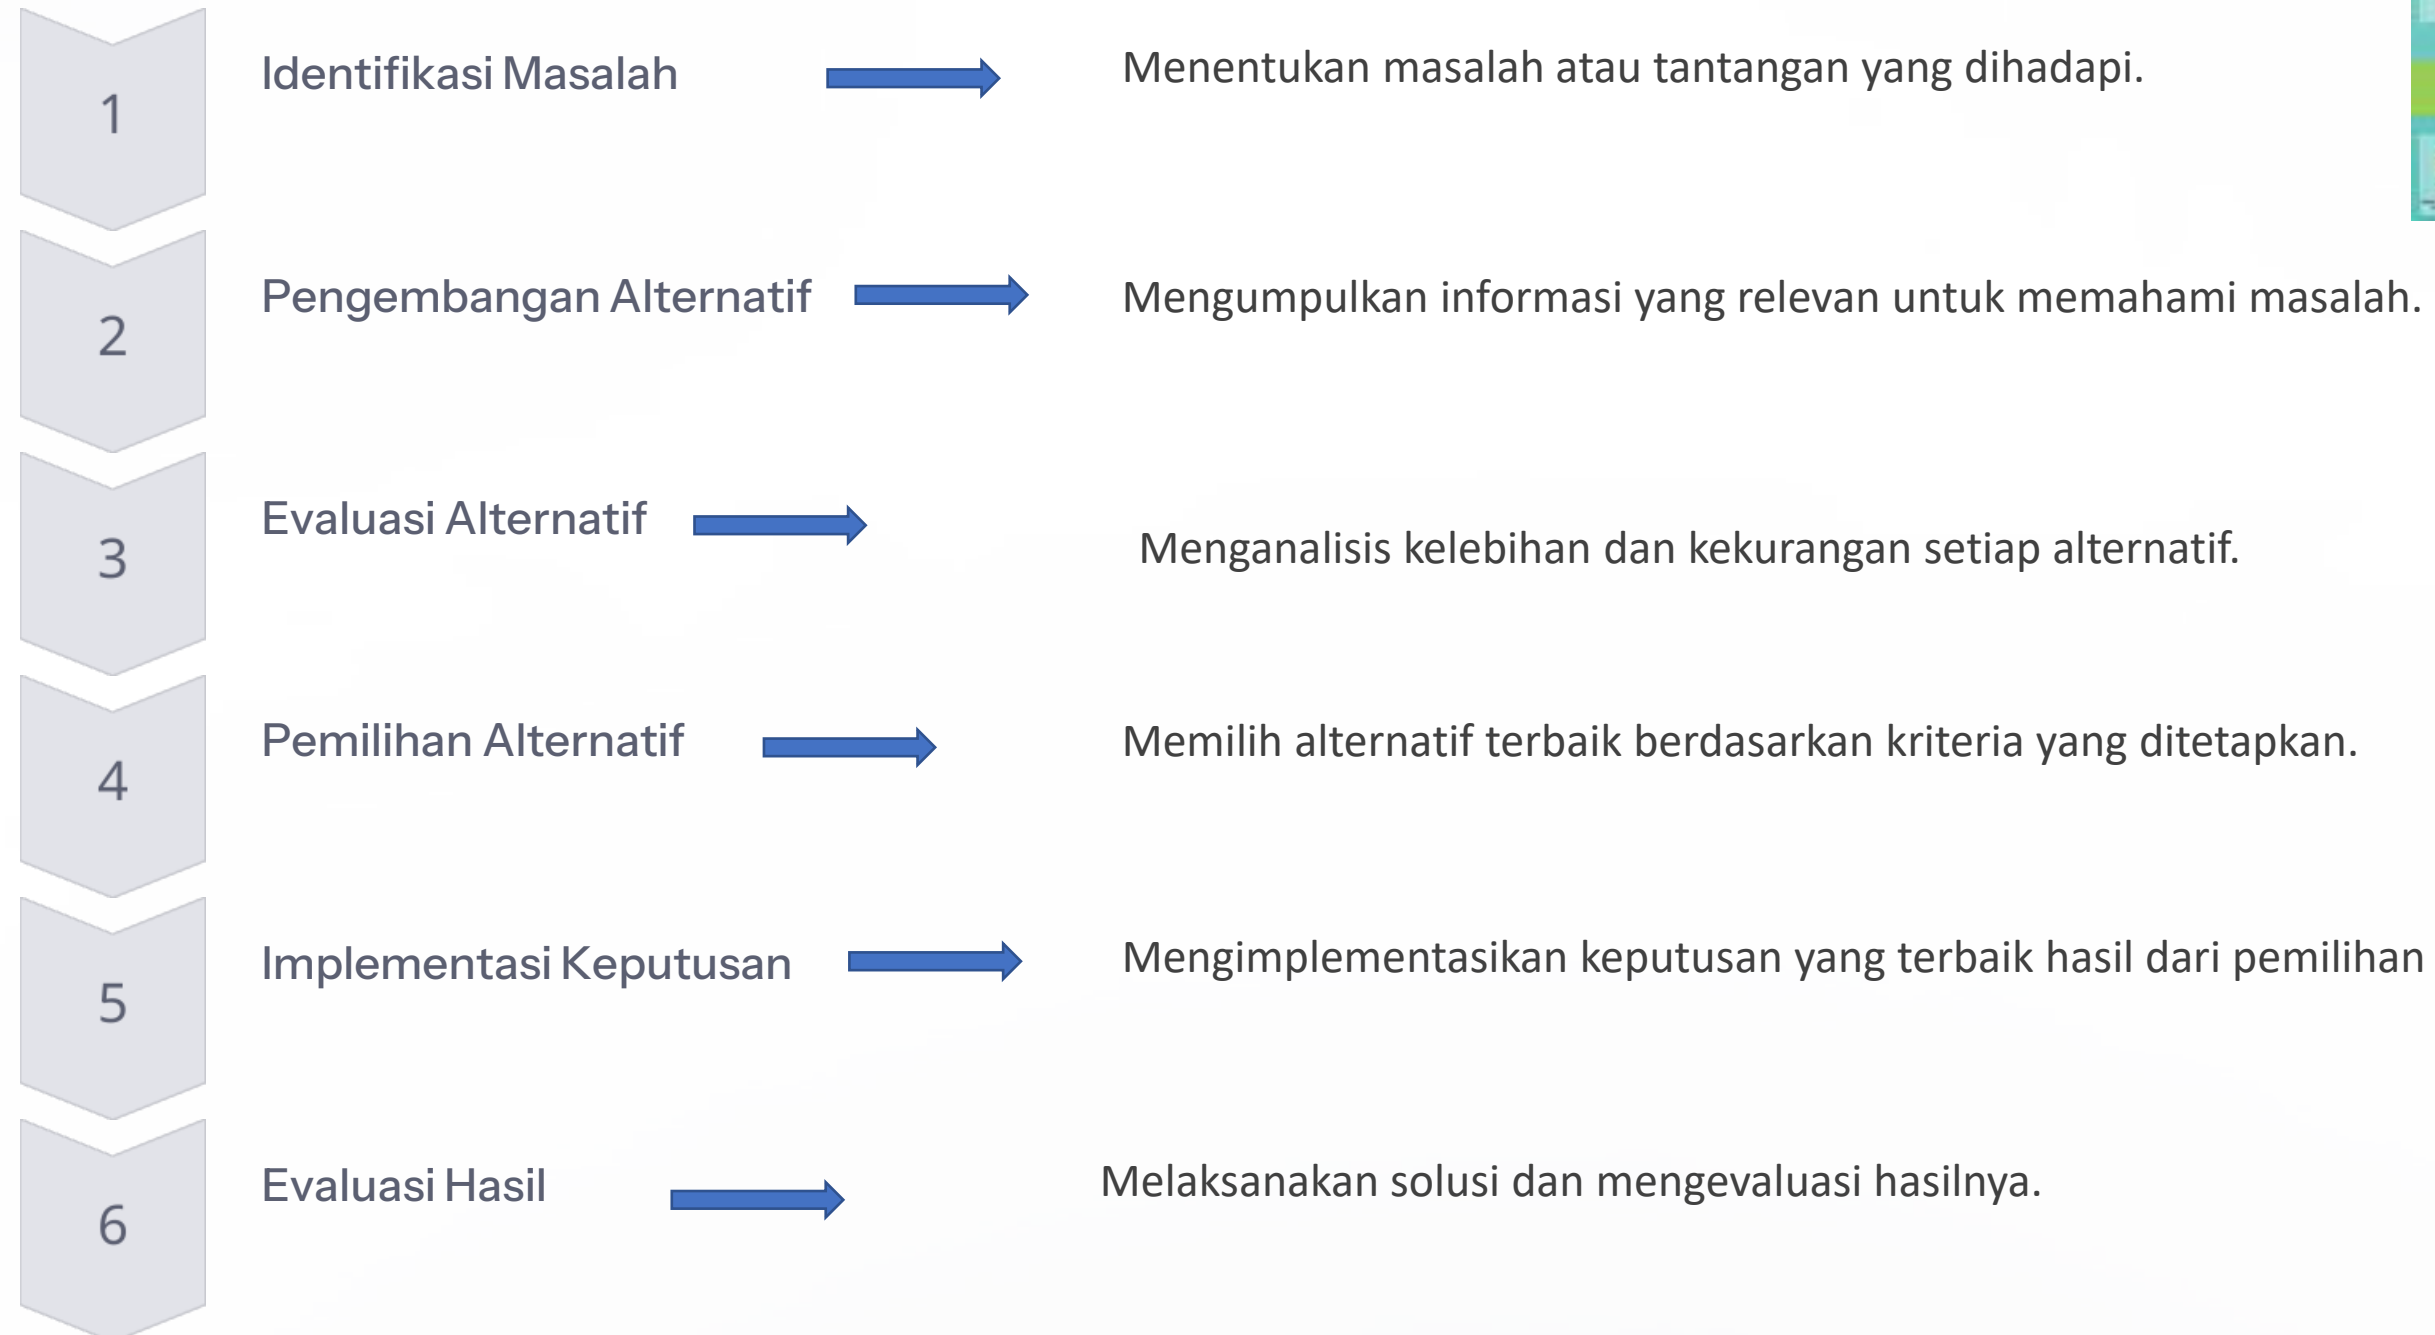 1
Identifikasi Masalah
Menentukan masalah atau tantangan yang dihadapi.
2
Pengembangan Alternatif
Mengumpulkan informasi yang relevan untuk memahami masalah.
3
Evaluasi Alternatif
Menganalisis kelebihan dan kekurangan setiap alternatif.
4
Pemilihan Alternatif
Memilih alternatif terbaik berdasarkan kriteria yang ditetapkan.
5
Implementasi Keputusan
Mengimplementasikan keputusan yang terbaik hasil dari pemilihan
6
Evaluasi Hasil
Melaksanakan solusi dan mengevaluasi hasilnya.